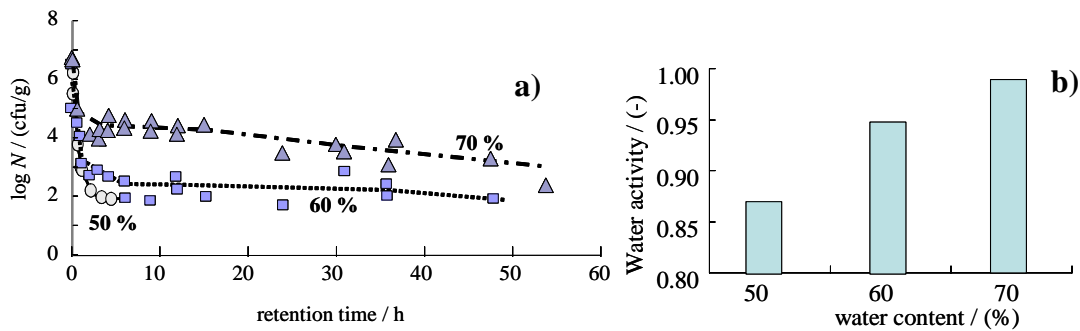 8
6
4
2
0
log N / (cfu/g)
a)
70 %
60 %
50 %
0 10 20 30 40 50 60
retention time / h
b)
1.00
0.95
0.90
0.85
0.80
Water activity / (-)
50 60 70
water content / (%)